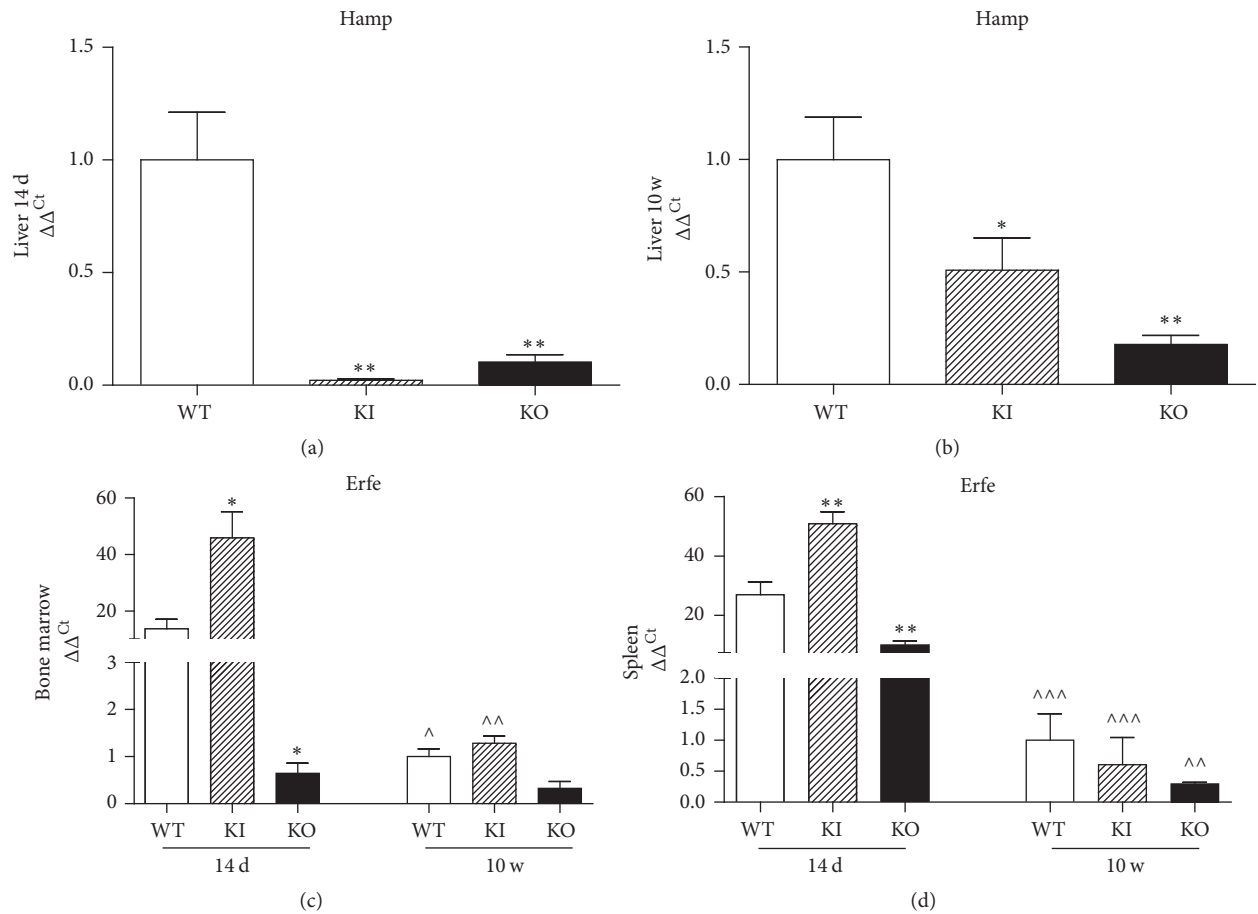 Hamp
1.5
1.0
0.5
0.0
Liver 14 d
ΔΔCt
**
**
WT KI KO
(a)
Hamp
1.5
1.0
0.5
0.0
Liver 10 w
ΔΔCt
*
**
WT KI KO
(b)
Erfe
60
40
20
3
2
1
0
Bone marrow
ΔΔCt
*
*
^
^^
WT KI KO WT KI KO
14 d 10 w
(c)
Erfe
60
40
20
2.0
1.5
1.0
0.5
0.0
Spleen
ΔΔCt
**
**
^^^
^^^
^^
WT KI KO WT KI KO
14 d 10 w
(d)